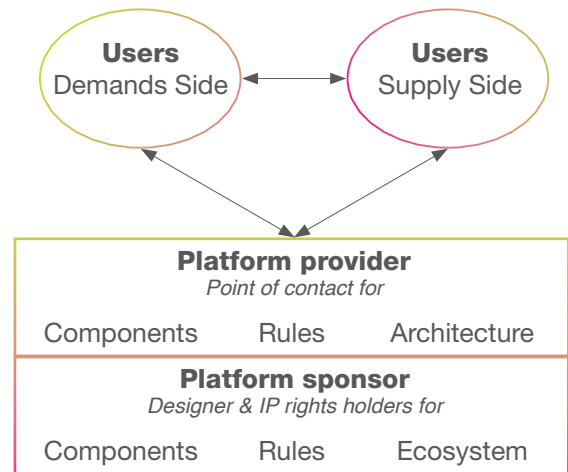 Users
Demands Side
Users
Supply Side
Platform provider
Point of contact for
Components Rules Architecture
Platform sponsor
Designer & IP rights holders for
Components Rules Ecosystem